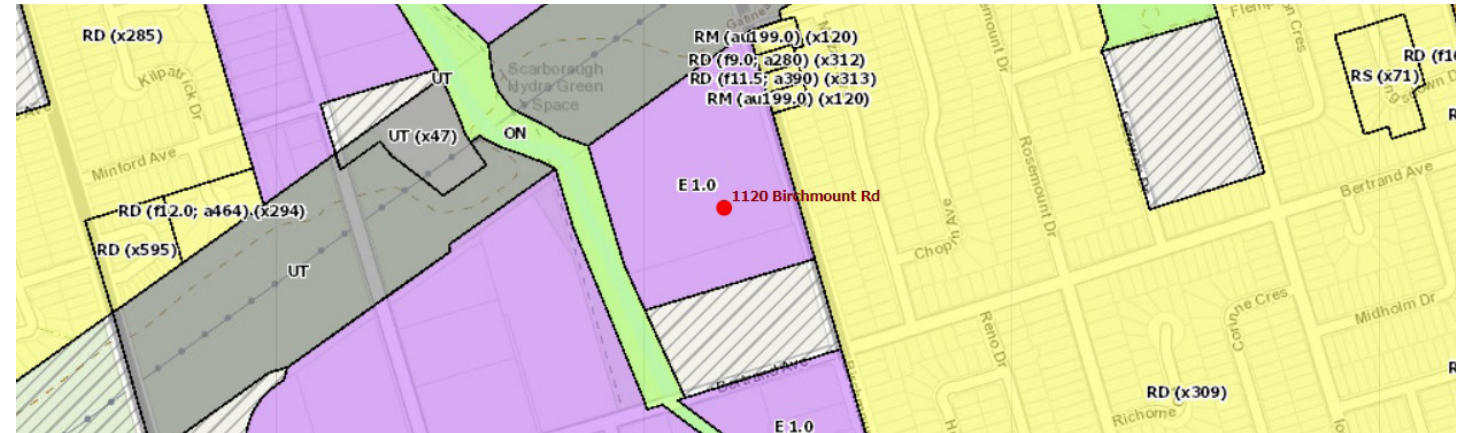 RD (x285)
Kilpatrick Dr
Minford Ave
RD (f12.0; a464) (x294)
RD (x595)
UT
UT
UT (x47)
ON
Scarborough
Hydro Green
Space
RM (au199.0) (x120)
RD (f9.0; a280) (x312)
RD (f11.5; a390) (x313)
RM (au199.0) (x120)
E 1.0
1120 Birchmount Rd
Bertrand Ave
E 1.0
Rosemount Dr
Ave
Reno Dr
Bertrand Ave
Corinne Cres
Midholm Dr
RD (x309)
Richome
RS (x71)